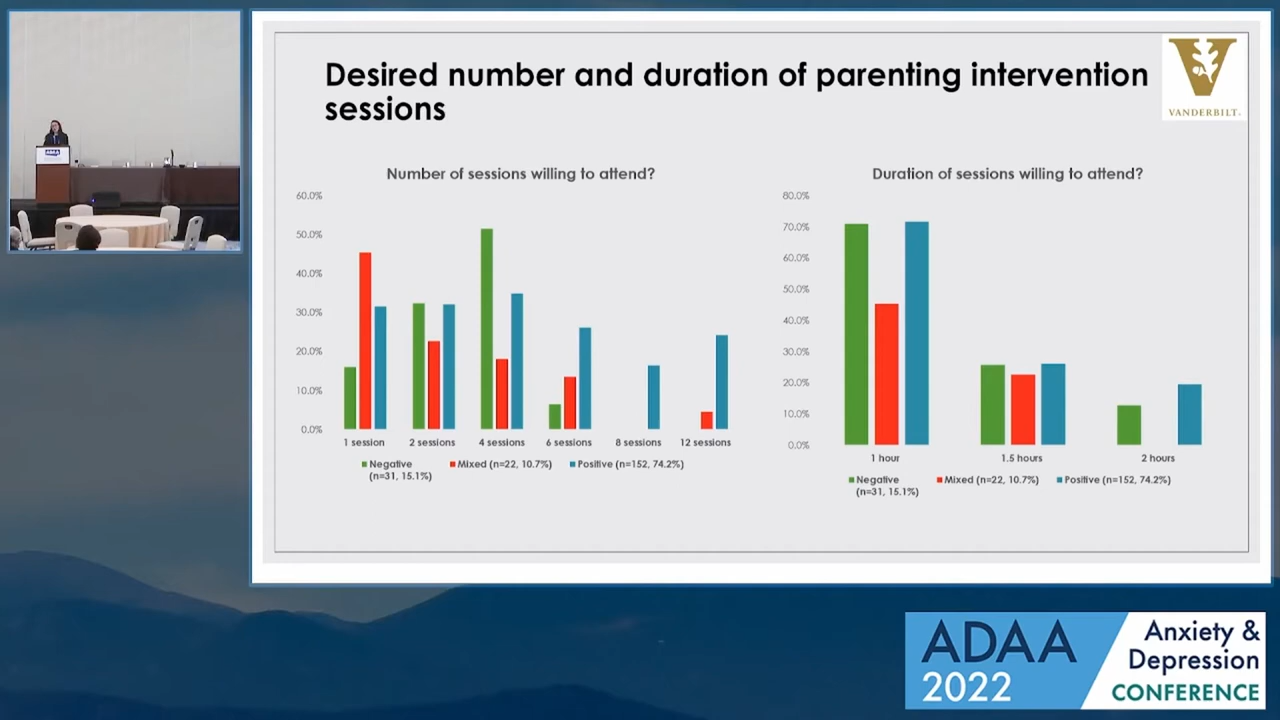 Desired number and duration of parenting intervention
sessions
VANDERBILT
Number of sessions willing to attend?
60.0%
50.0%
40.0%
30.0%
20.0%
10.0%
0.0%
1 session
2 sessions
4 sessions
6 sessions
8 sessions
12 sessions
Negative
(n=31, 15.1%)
Mixed (n=22, 10.7%)
Positive (n=152, 74.2%)
Duration of sessions willing to attend?
80.0%
70.0%
60.0%
50.0%
40.0%
30.0%
20.0%
10.0%
0.0%
1 hour
1.5 hours
2 hours
Negative
(n=31, 15.1%)
Mixed (n=22, 10.7%)
Positive (n=152, 74.2%)
ADAA
2022
Anxiety &
Depression
CONFERENCE